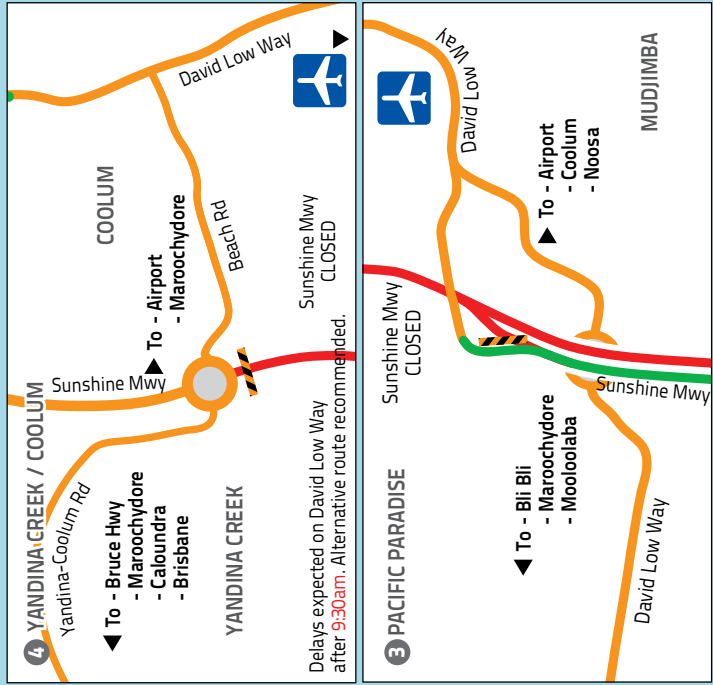 4 YANDINA CREEK / COOLUM
Yandina-Coolum Rd
Sunshine Mwy
To - Bruce Hwy
- Maroochydore
- Caloundra
- Brisbane
YANDINA CREEK
To - Airport
- Maroochydore
COOLUM
Beach Rd
David Low Way
Sunshine Mwy
CLOSED
Delays expected on David Low Way
after 9:30am. Alternative route recommended.
3 PACIFIC PARADISE
Sunshine Mwy
CLOSED
David Low Way
MUDJIMBA
To - Airport
- Coolum
- Noosa
To - Bli Bli
- Maroochydore
- Mooloolaba
Sunshine Mwy
David Low Way